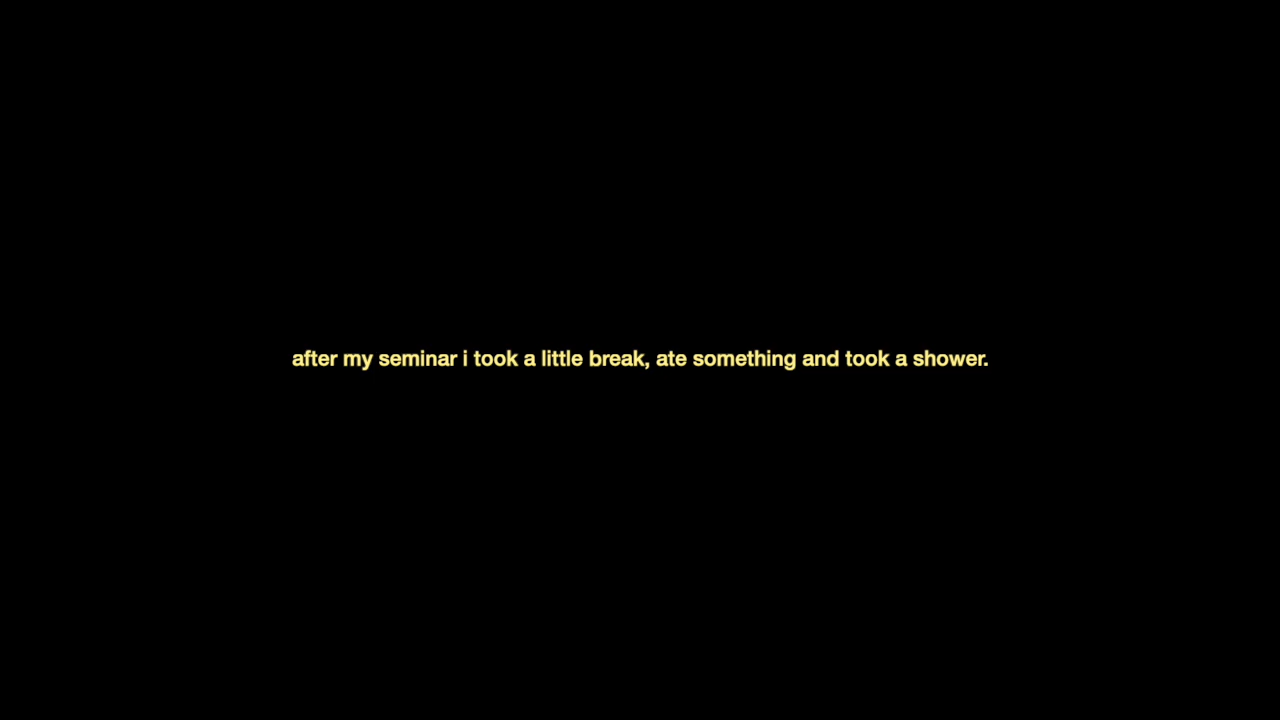 after my seminar i took a little break, ate something and took a shower.